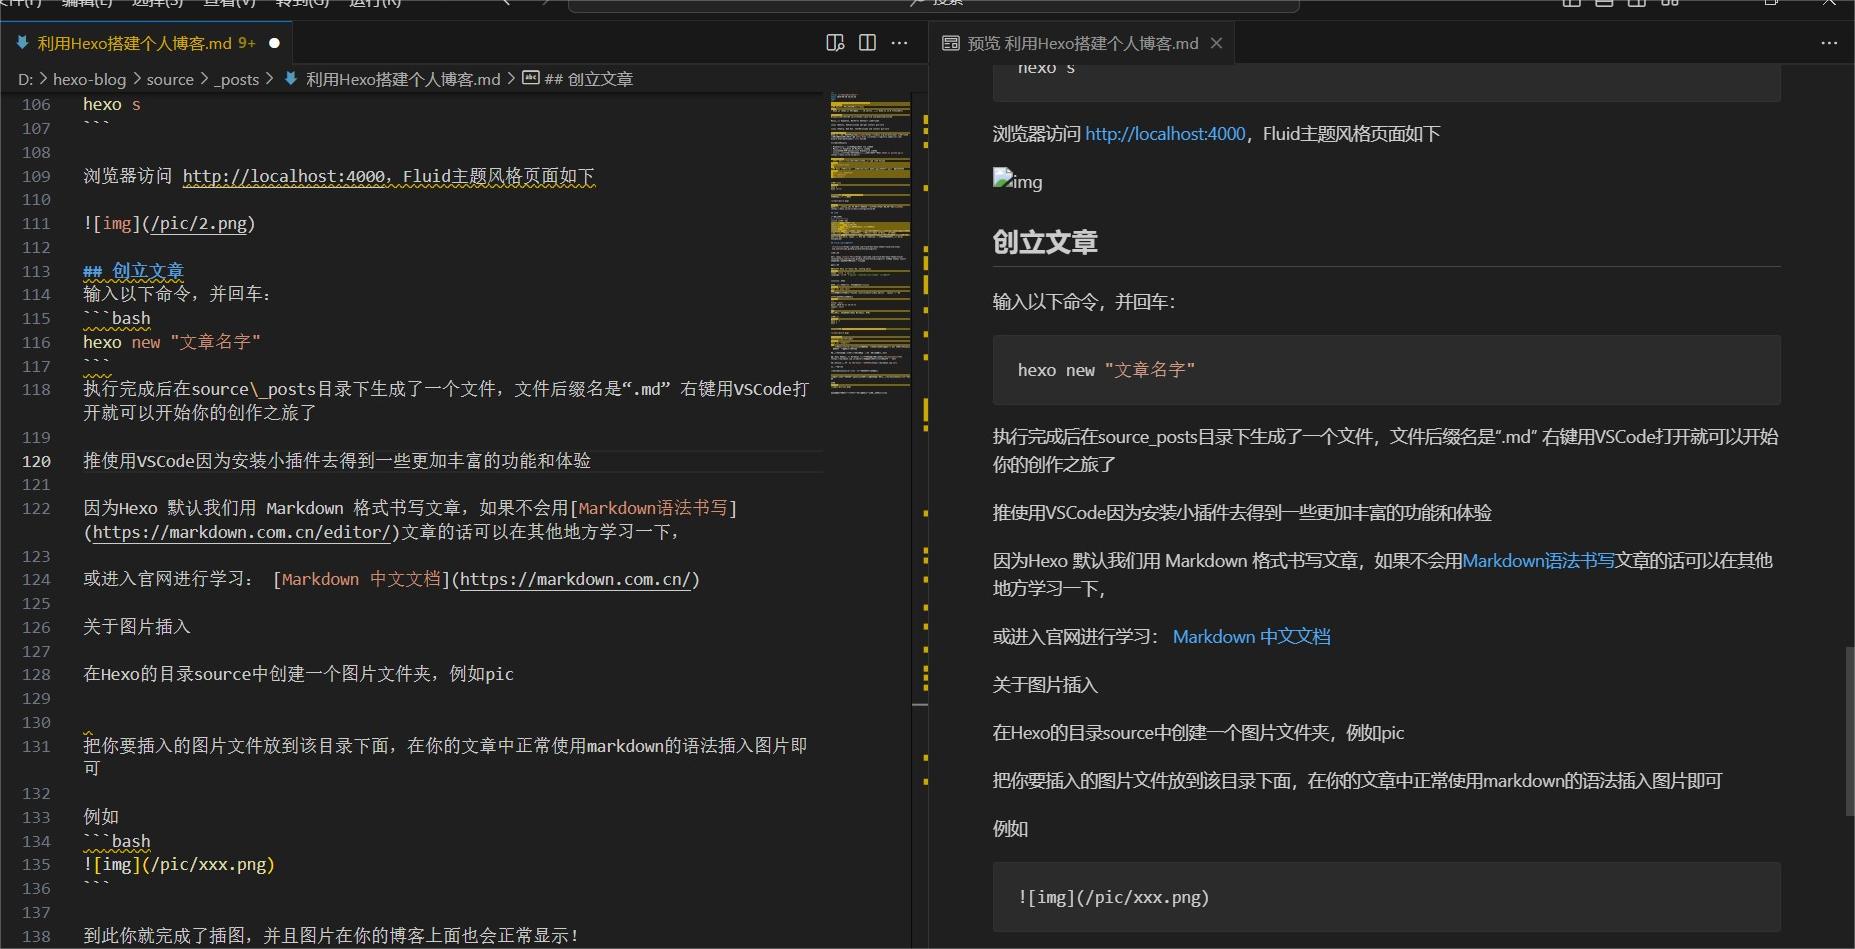 文件(F) 编辑(E) 选择(S) 查看(V) 转到(G) 运行(R) 搜索
利用Hexo搭建个人博客.md 9+
D: > hexo-blog > source > _posts > 利用Hexo搭建个人博客.md > ## 创立文章
106 hexo s
107 ```
108
109 浏览器访问 http://localhost:4000，Fluid主题风格页面如下
110
111 ![img](/pic/2.png)
112
113 ## 创立文章
114 输入以下命令，并回车：
115 ```bash
116 hexo new "文章名字"
117 ```
118 执行完成后在source\_posts目录下生成了一个文件，文件后缀名是“.md” 右键用VSCode打
开就可以开始你的创作之旅了
119
120 推使用VSCode因为安装小插件去得到一些更加丰富的功能和体验
121
122 因为Hexo 默认我们用 Markdown 格式书写文章，如果不会用[Markdown语法书写]
(https://markdown.com.cn/editor/)文章的话可以在其他地方学习一下，
123
124 或进入官网进行学习： [Markdown 中文文档](https://markdown.com.cn/)
125
126 关于图片插入
127
128 在Hexo的目录source中创建一个图片文件夹，例如pic
129
130
131 把你要插入的图片文件放到该目录下面，在你的文章中正常使用markdown的语法插入图片即
可
132
133 例如
134 ```bash
135 ![img](/pic/xxx.png)
136 ```
137
138 到此你就完成了插图，并且图片在你的博客上面也会正常显示！
预览 利用Hexo搭建个人博客.md
hexo s
浏览器访问 http://localhost:4000，Fluid主题风格页面如下
img
创立文章
输入以下命令，并回车：
hexo new "文章名字"
执行完成后在source_posts目录下生成了一个文件，文件后缀名是“.md” 右键用VSCode打开就可以开始
你的创作之旅了
推使用VSCode因为安装小插件去得到一些更加丰富的功能和体验
因为Hexo 默认我们用 Markdown 格式书写文章，如果不会用Markdown语法书写文章的话可以在其他
地方学习一下，
或进入官网进行学习： Markdown 中文文档
关于图片插入
在Hexo的目录source中创建一个图片文件夹，例如pic
把你要插入的图片文件放到该目录下面，在你的文章中正常使用markdown的语法插入图片即可
例如
![img](/pic/xxx.png)